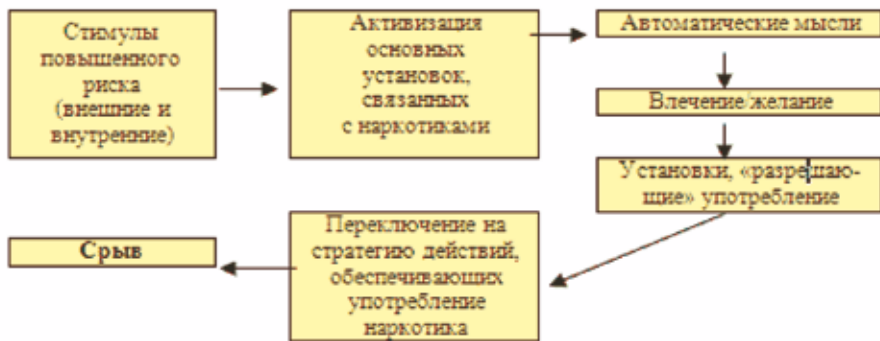 Стимулы
повышенного
риска
(внешние и
внутренние)
Активизация
основных
установок,
связанных
с наркотиками
Автоматические мысли
Влечение/желание
Установки, «разрешаю-
щие» употребление
Переключение на
стратегию действий,
обеспечивающих
употребление
наркотика
Срыв